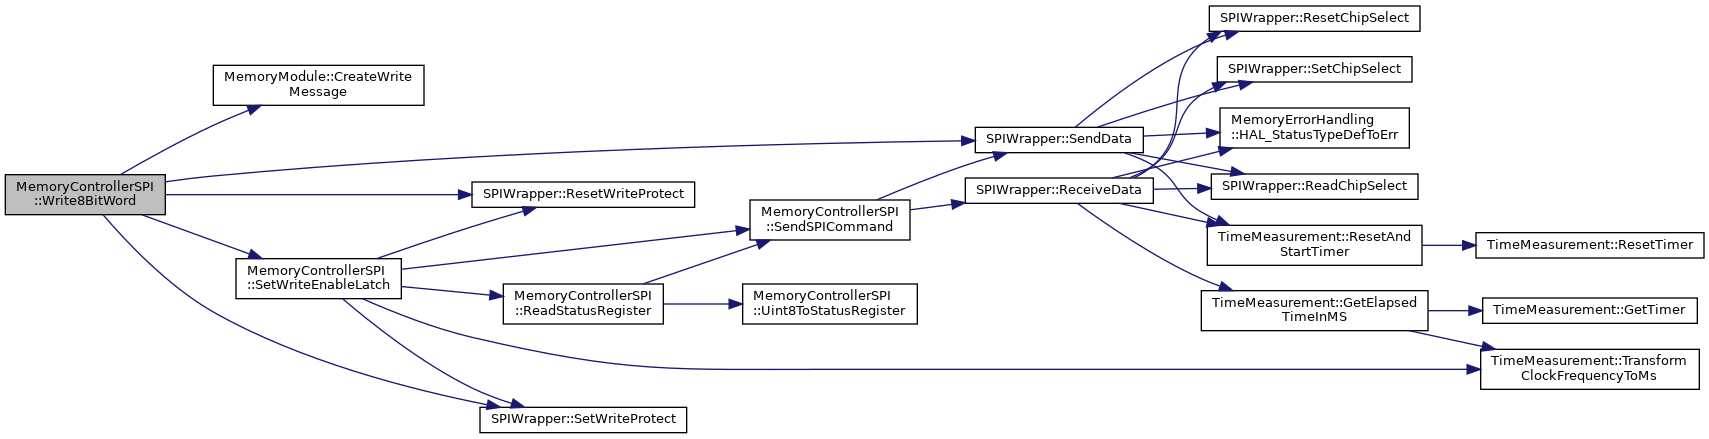 MemoryControllerSPI
::Write8BitWord
MemoryModule::CreateWrite
Message
SPIWrapper::ResetWriteProtect
MemoryControllerSPI
::SetWriteEnableLatch
SPIWrapper::SetWriteProtect
MemoryControllerSPI
::ReadStatusRegister
MemoryControllerSPI
::SendSPICommand
MemoryControllerSPI
::Uint8ToStatusRegister
SPIWrapper::SendData
SPIWrapper::ReceiveData
SPIWrapper::ResetChipSelect
SPIWrapper::SetChipSelect
MemoryErrorHandling
::HAL_StatusTypeDefToErr
SPIWrapper::ReadChipSelect
TimeMeasurement::ResetAnd
StartTimer
TimeMeasurement::GetElapsed
TimeInMS
TimeMeasurement::ResetTimer
TimeMeasurement::GetTimer
TimeMeasurement::Transform
ClockFrequencyToMs